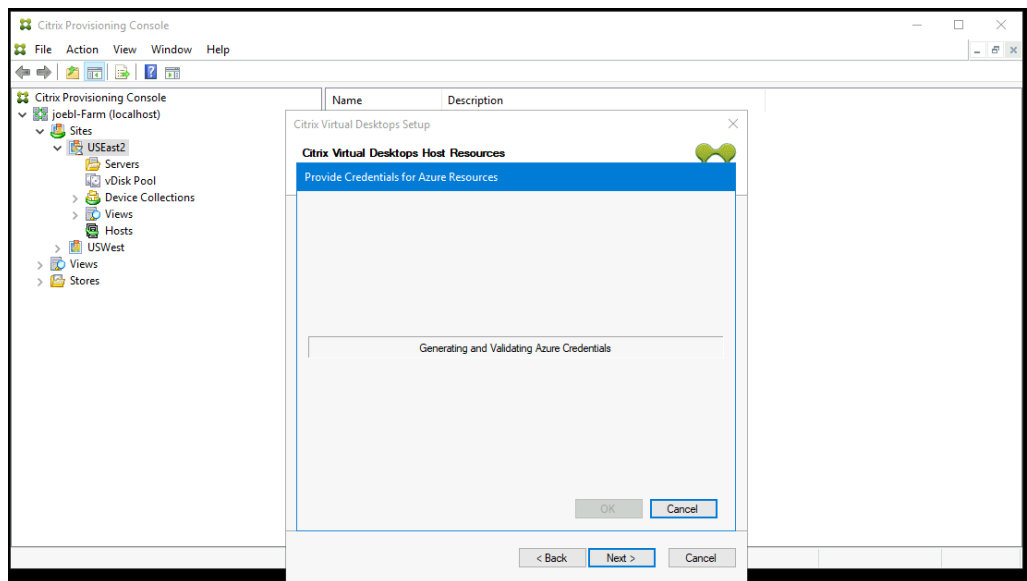 Citrix Provisioning Console
File Action View Window Help
Citrix Provisioning Console
joebl-Farm (localhost)
Sites
USEast2
Servers
vDisk Pool
Device Collections
Views
Hosts
USWest
Views
Stores
Name Description
Citrix Virtual Desktops Setup
Citrix Virtual Desktops Host Resources
Provide Credentials for Azure Resources
Generating and Validating Azure Credentials
OK Cancel
< Back Next > Cancel